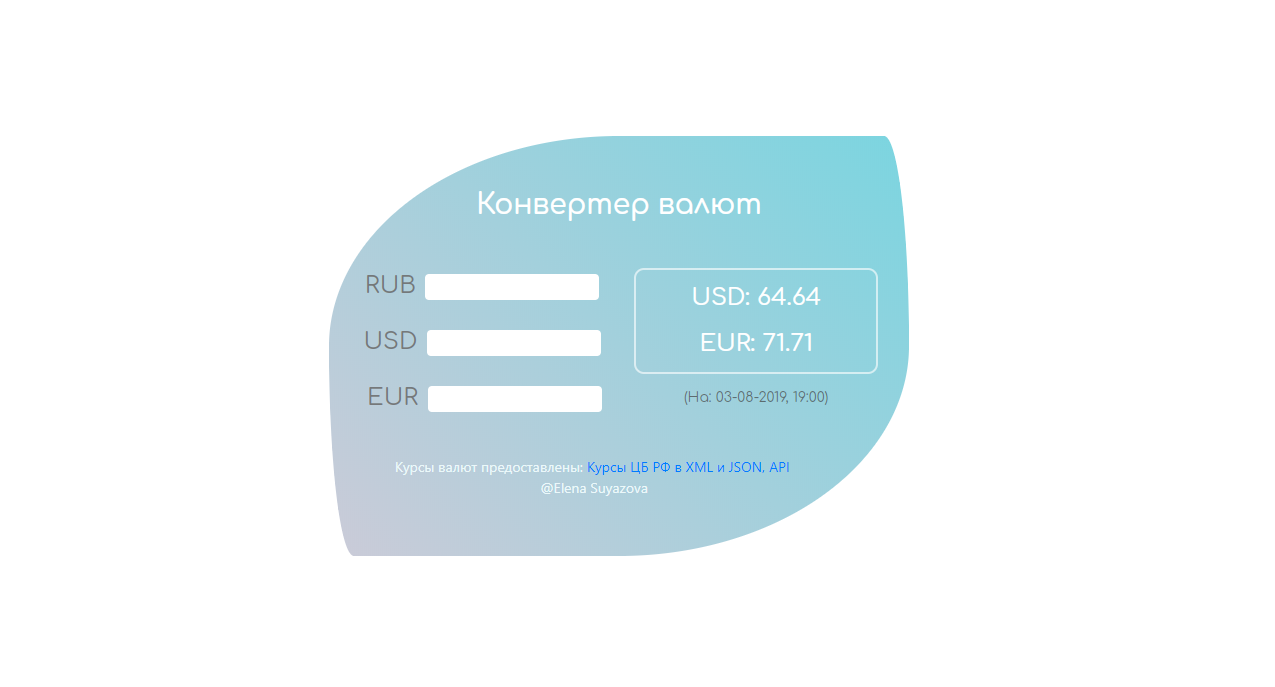 Конвертер валют
RUB
USD
EUR
USD: 64.64
EUR: 71.71
(На: 03-08-2019, 19:00)
Курсы валют предоставлены: Курсы ЦБ РФ в XML и JSON, API
@Elena Suyazova